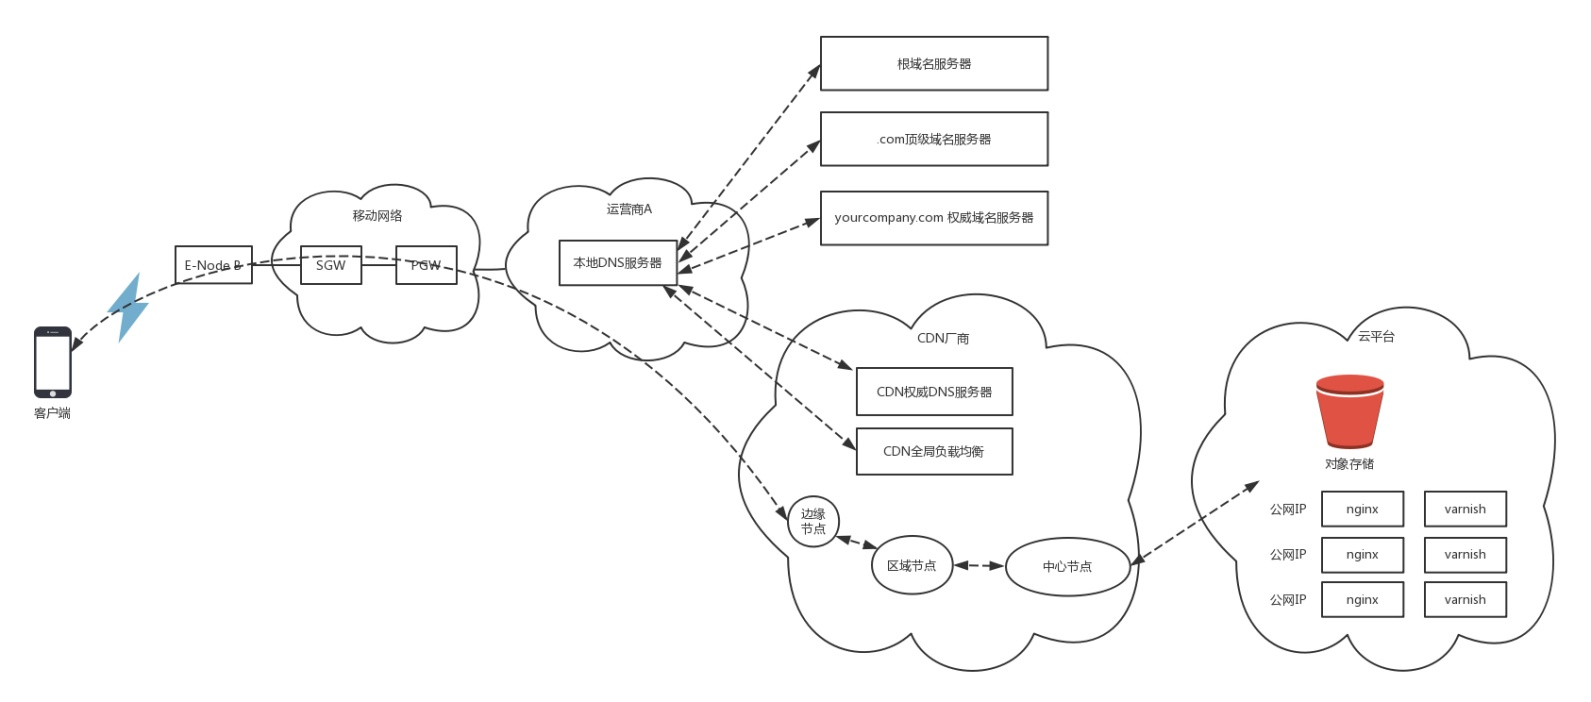 根域名服务器
.com顶级域名服务器
yourcompany.com 权威域名服务器
移动网络
运营商A
E-Node B
SGW
PGW
本地DNS服务器
客户端
CDN厂商
CDN权威DNS服务器
CDN全局负载均衡
边缘
节点
区域节点
中心节点
云平台
对象存储
公网IP nginx varnish
公网IP nginx varnish
公网IP nginx varnish